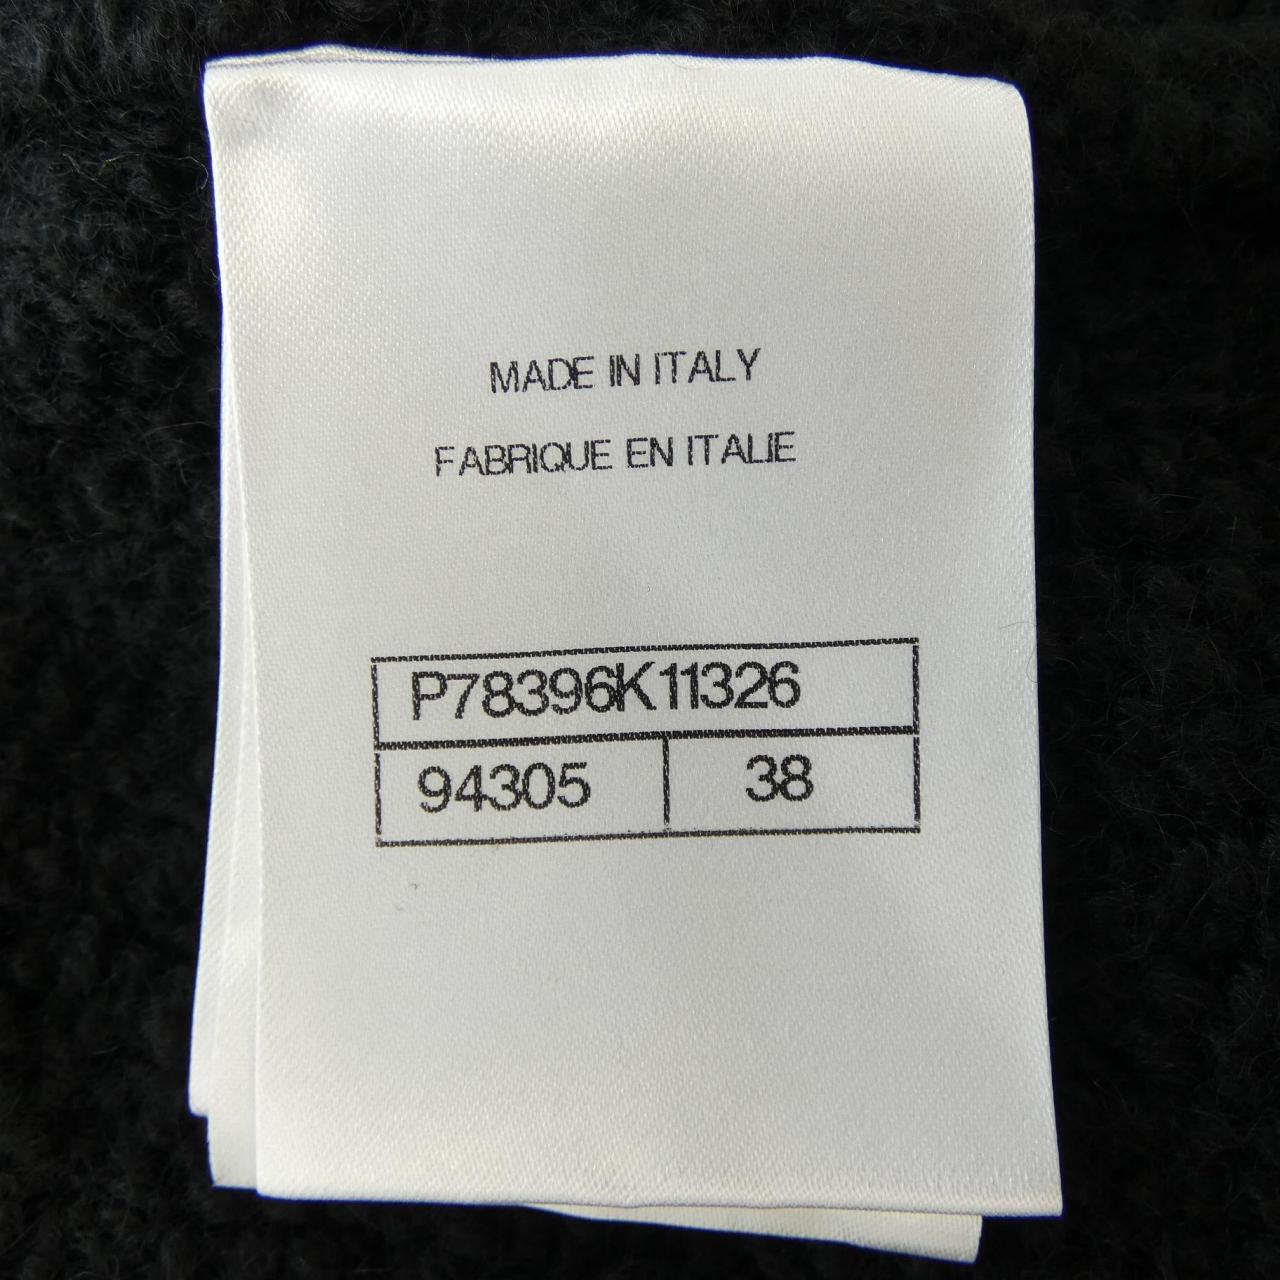 MADE IN ITALY
FABRIQUE EN ITALIE
P78396K11326
94305 38